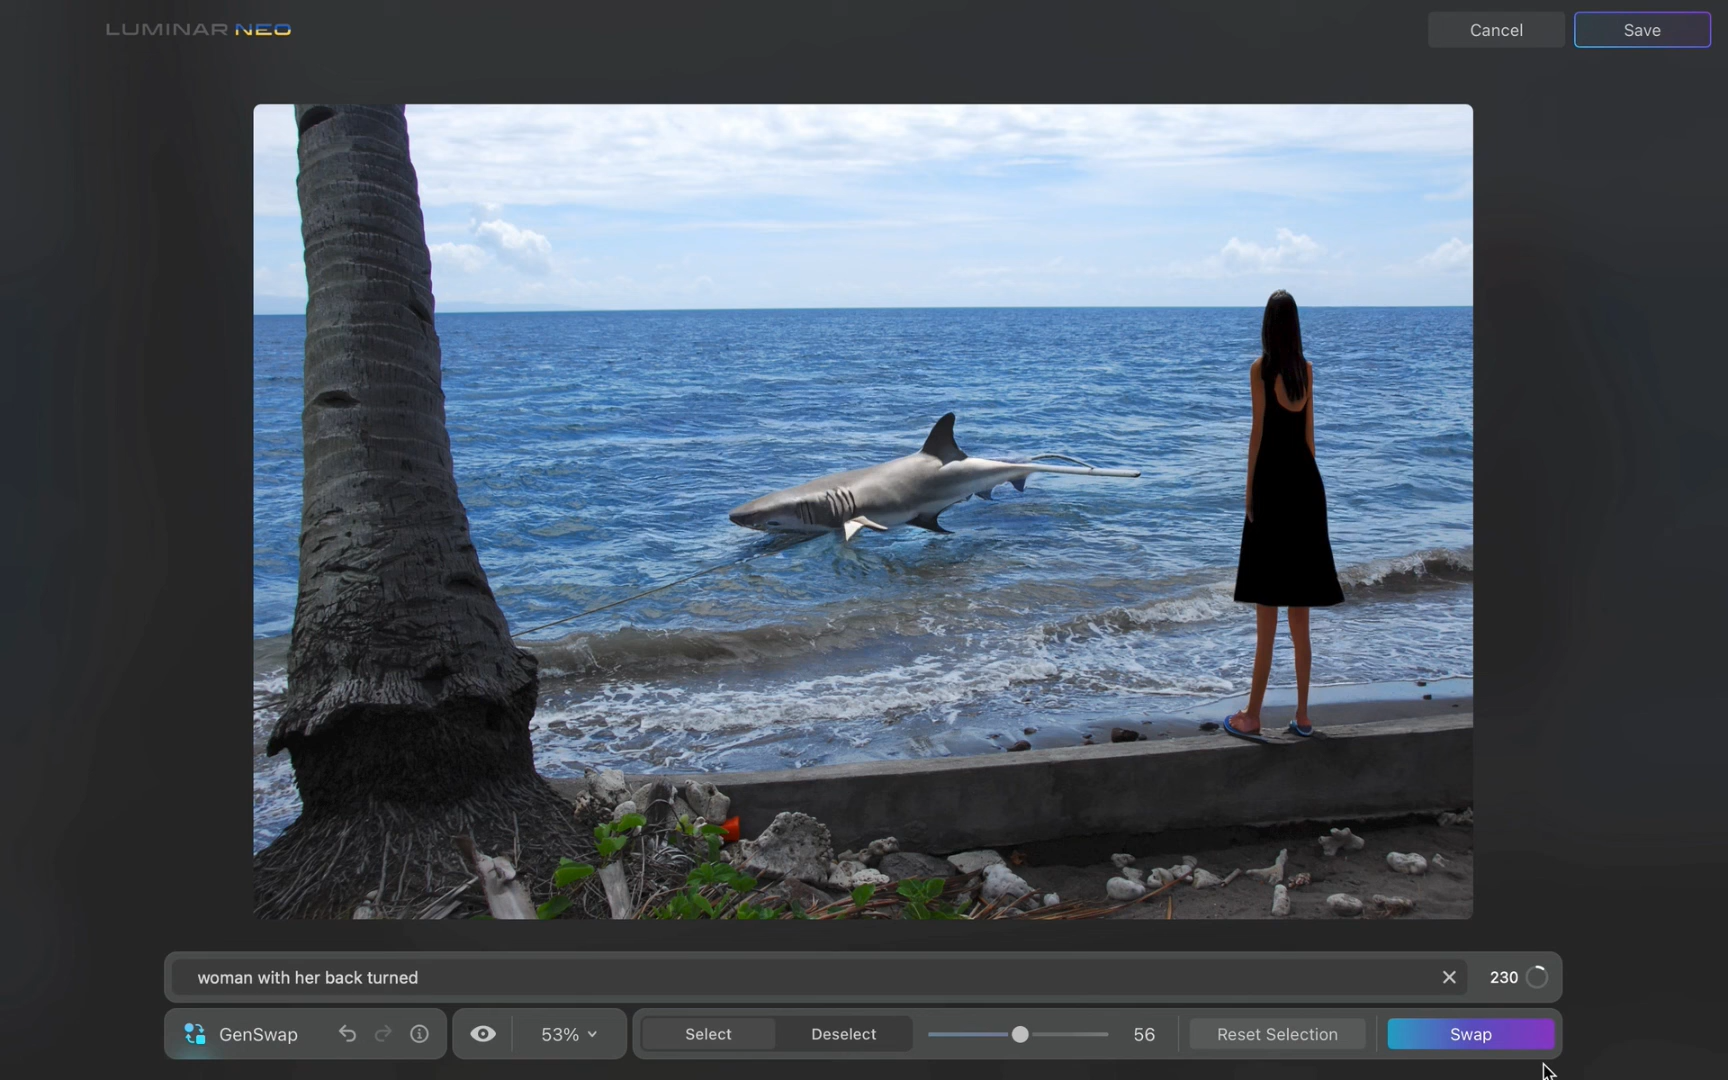 LUMINAR NEO
Cancel
Save
woman with her back turned
230
GenSwap
53%
Select
Deselect
56
Reset Selection
Swap